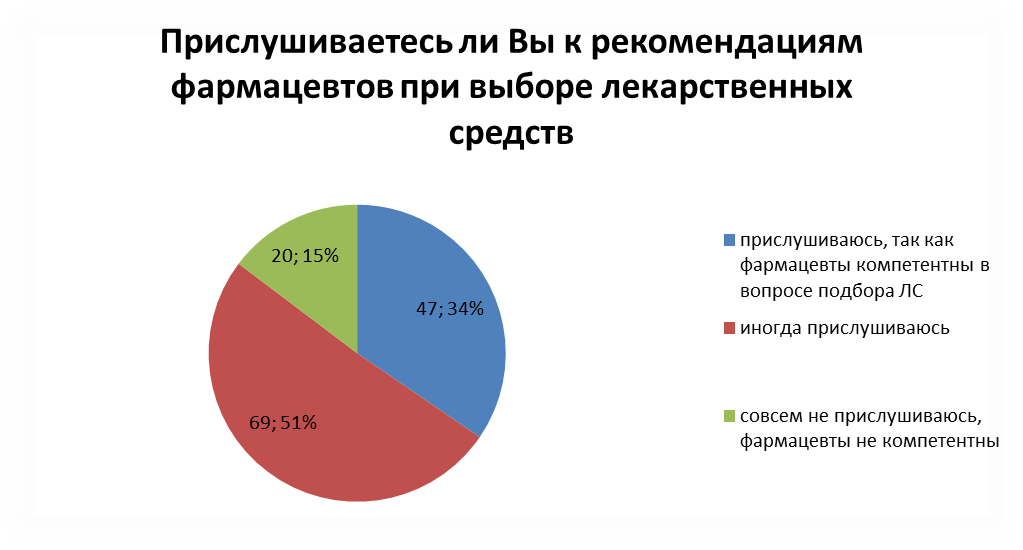 Прислушиваетесь ли Вы к рекомендациям
фармацевтов при выборе лекарственных
средств
20; 15%
47; 34%
69; 51%
прислушиваюсь, так как
фармацевты компетентны в
вопросе подбора ЛС
иногда прислушиваюсь
совсем не прислушиваюсь,
фармацевты не компетентны